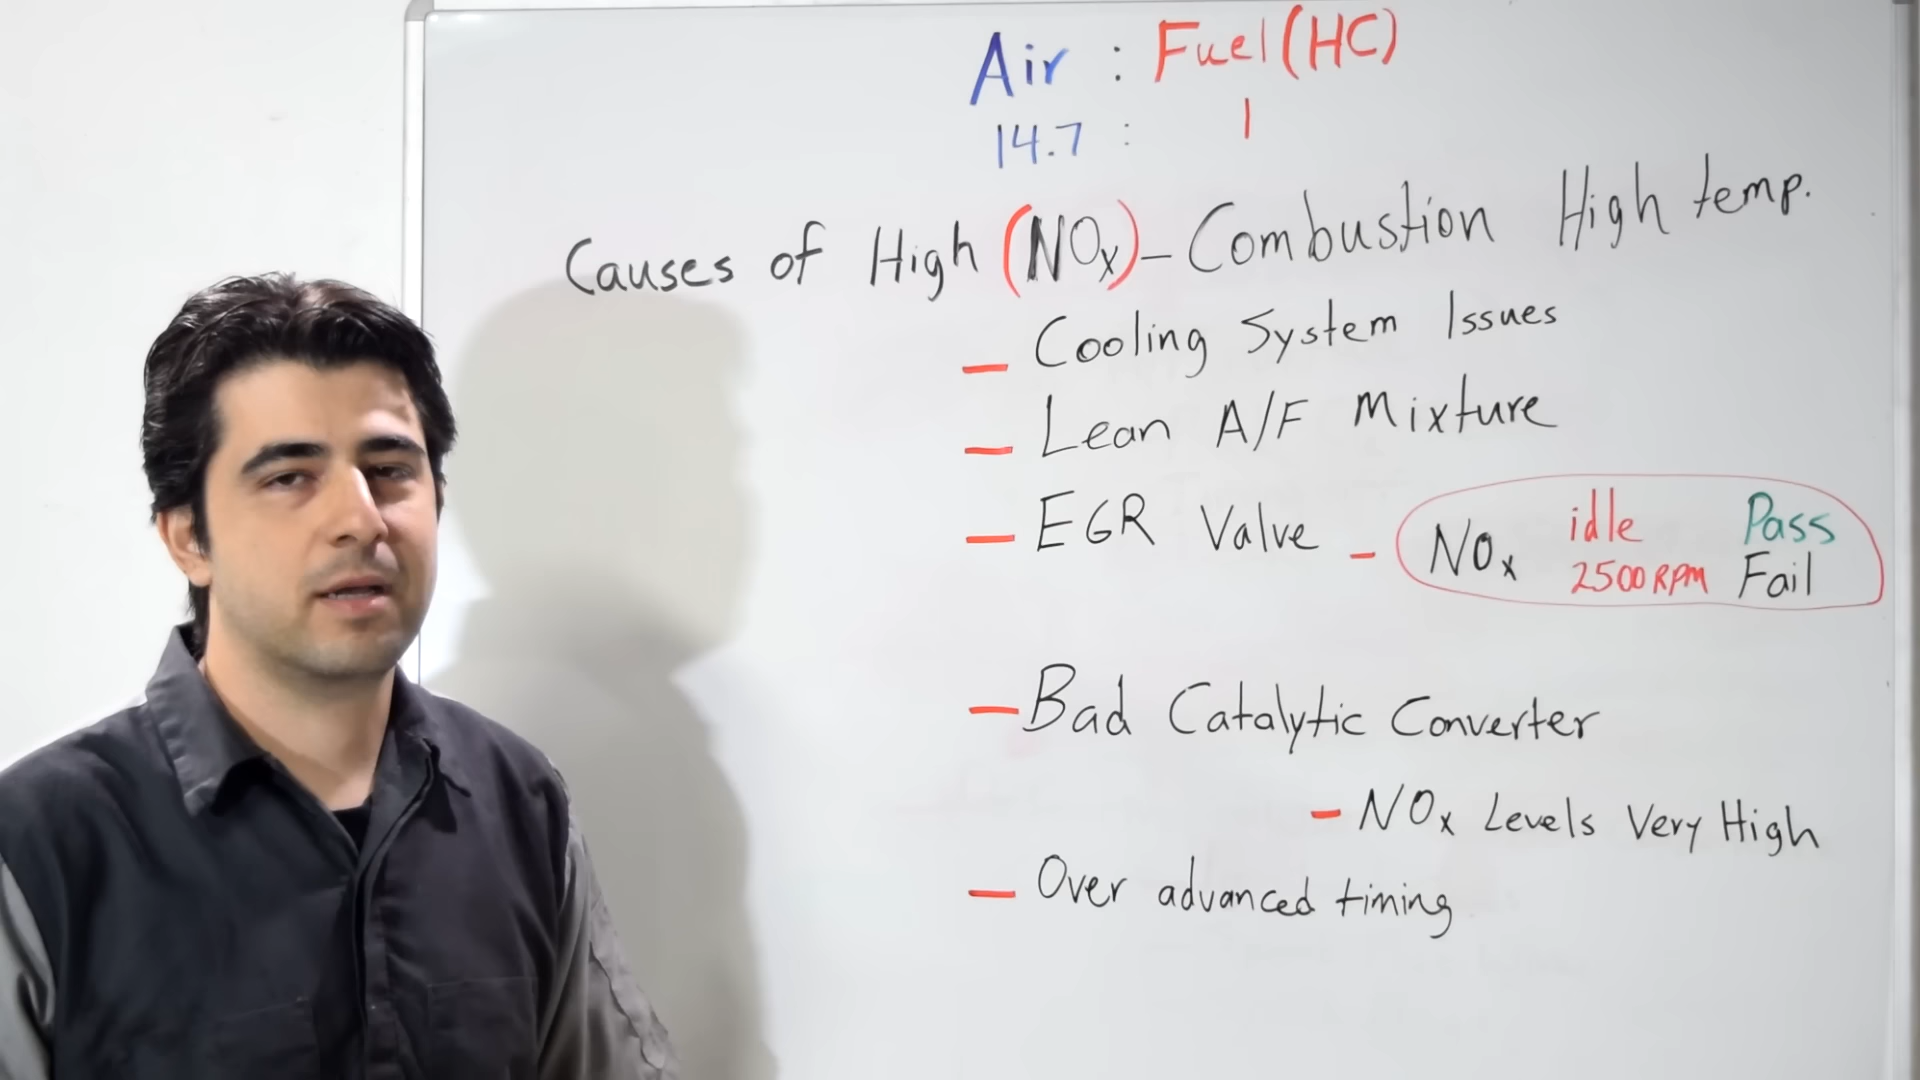 Air : Fuel (HC)
14.7 : 1
Causes of High (NOx) - Combustion High temp.
- Cooling System Issues
- Lean A/F Mixture
- EGR Valve - NOx idle Pass
2500 RPM Fail
- Bad Catalytic Converter
- NOx Levels Very High
- Over advanced timing